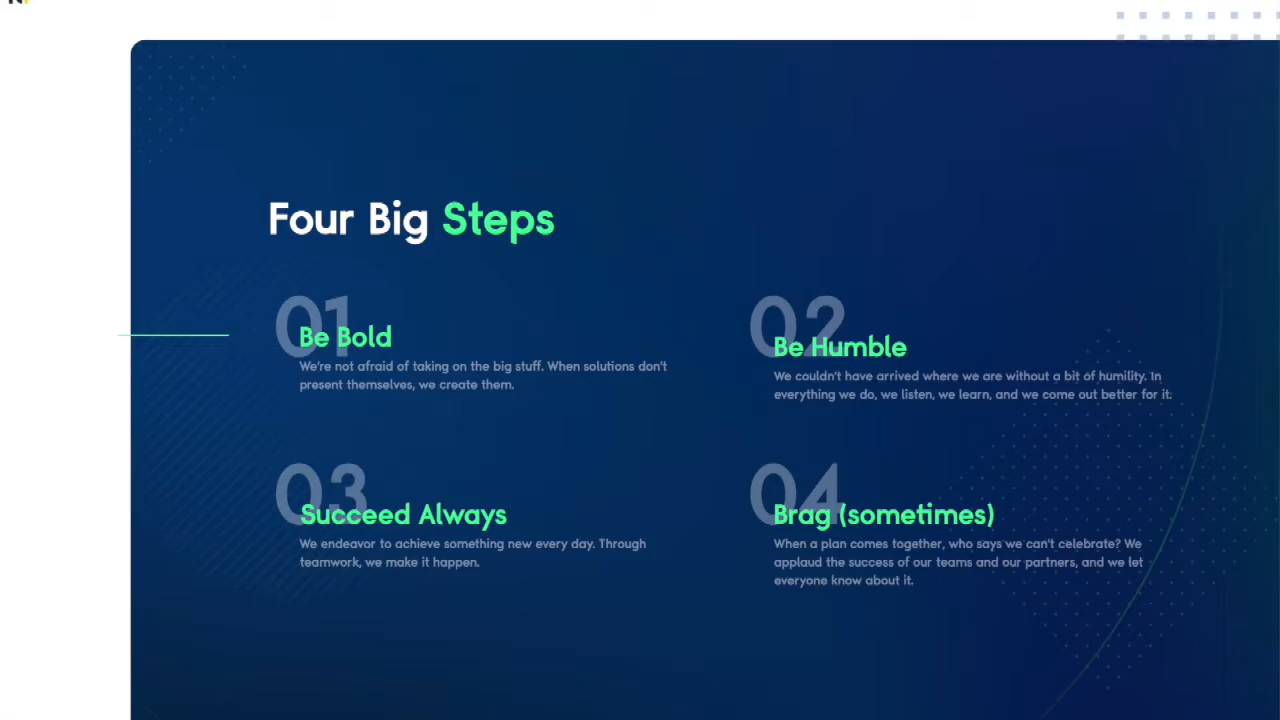 Four Big Steps
01
Be Bold
We're not afraid of taking on the big stuff. When solutions don't
present themselves, we create them.
02
Be Humble
We couldn't have arrived where we are without a bit of humility. In
everything we do, we listen, we learn, and we come out better for it.
03
Succeed Always
We endeavor to achieve something new every day. Through
teamwork, we make it happen.
04
Brag (sometimes)
When a plan comes together, who says we can't celebrate? We
applaud the success of our teams and our partners, and we let
everyone know about it.